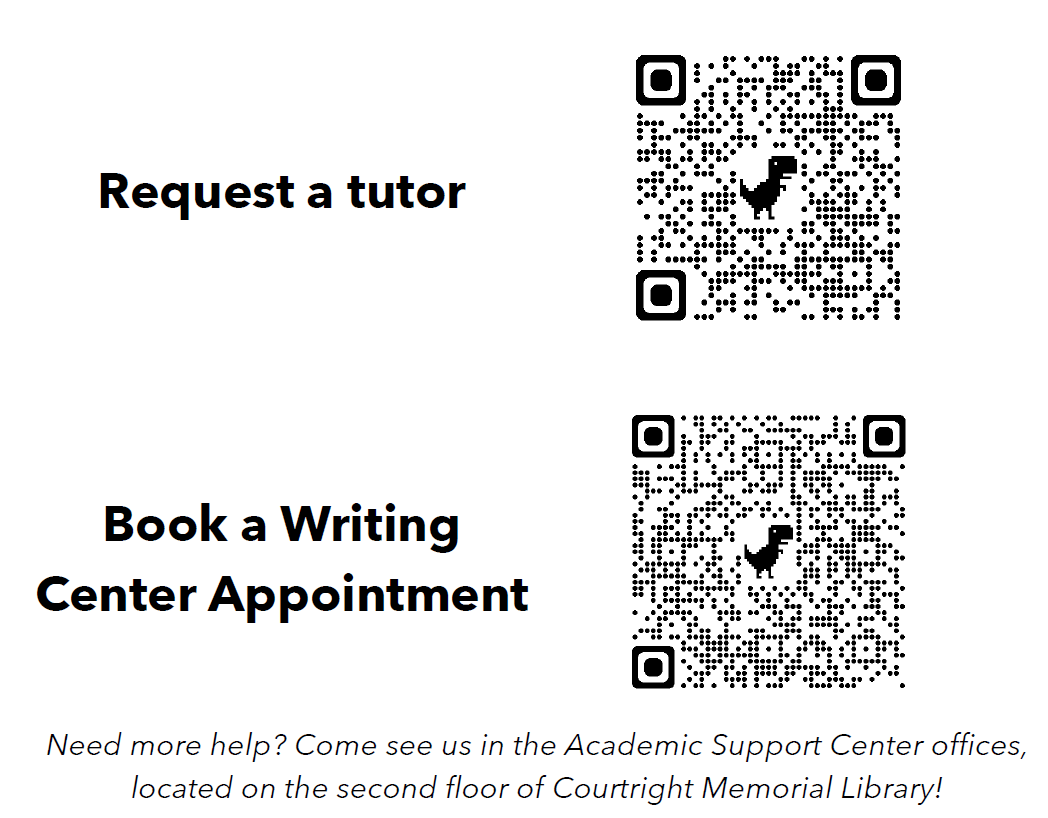 Request a tutor
Book a Writing
Center Appointment
Need more help? Come see us in the Academic Support Center offices,
located on the second floor of Courtright Memorial Library!